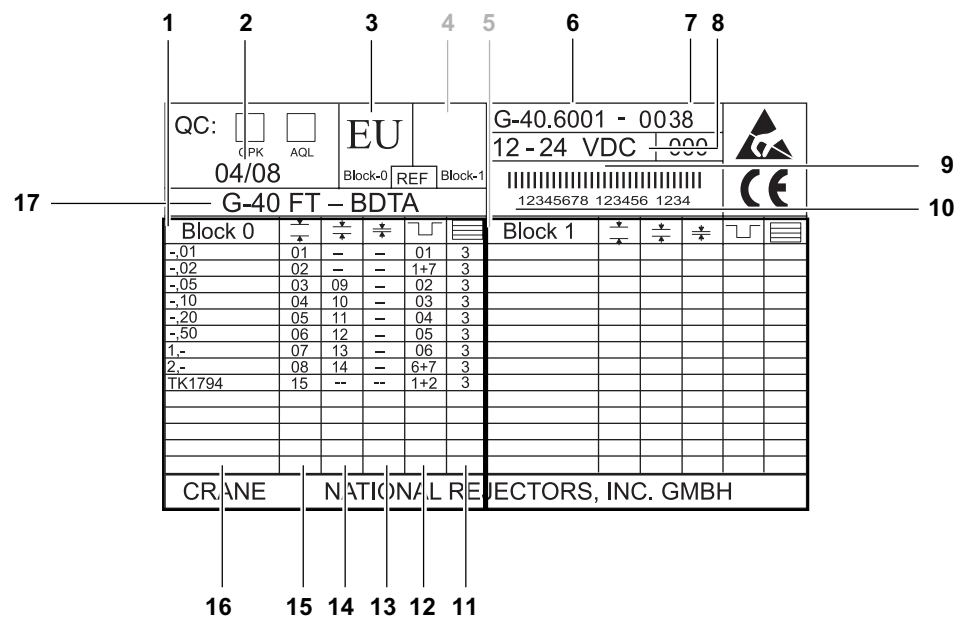 1 2 3 4 5 6 7 8
QC: CPK AQL
04/08
EU
Block-0 REF Block-1
G-40.6001 - 0038
12 - 24 VDC 000
9
12345678 123456 1234
10
CE
17 G-40 FT – BDTA
Block 0 Block 1
-,01 01 – – 01 3
-,02 02 – – 1+7 3
-,05 03 09 – 02 3
-,10 04 10 – 03 3
-,20 05 11 – 04 3
-,50 06 12 – 05 3
1,- 07 13 – 06 3
2,- 08 14 – 6+7 3
TK1794 15 -- -- 1+2 3
CRANE NATIONAL REJECTORS, INC. GMBH
16 15 14 13 12 11